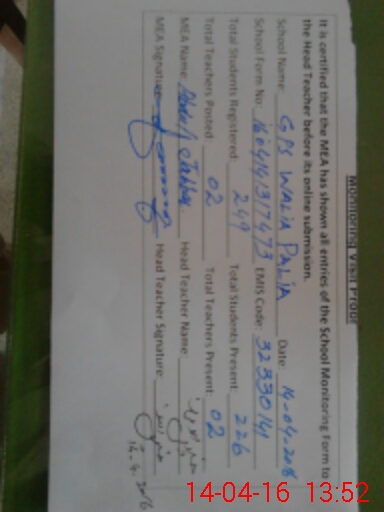 Monitoring Visit Proof
It is certified that the MEA has shown all entries of the School Monitoring Form to
the Head Teacher before its online submission.
School Name: GPS WALIA PALIA Date: 14-04-
School Form No: EMIS Code: 32330141
Total Students Registered: 249 Total Students Present: 226
Total Teachers Posted: 02 Total Teachers Present: 02
MEA Name: Abdul Jabbar Head Teacher Name:
MEA Signature: Head Teacher Signature:
14-04-16 13:52